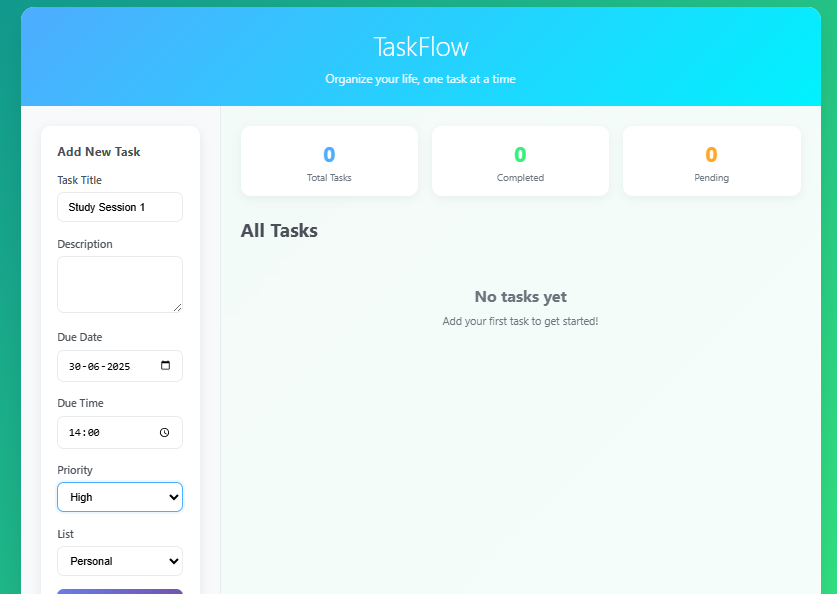 TaskFlow
Organize your life, one task at a time
Add New Task
Task Title
Study Session 1
Description
Due Date
30-06-2025
Due Time
14:00
Priority
High
List
Personal
0
Total Tasks
0
Completed
0
Pending
All Tasks
No tasks yet
Add your first task to get started!